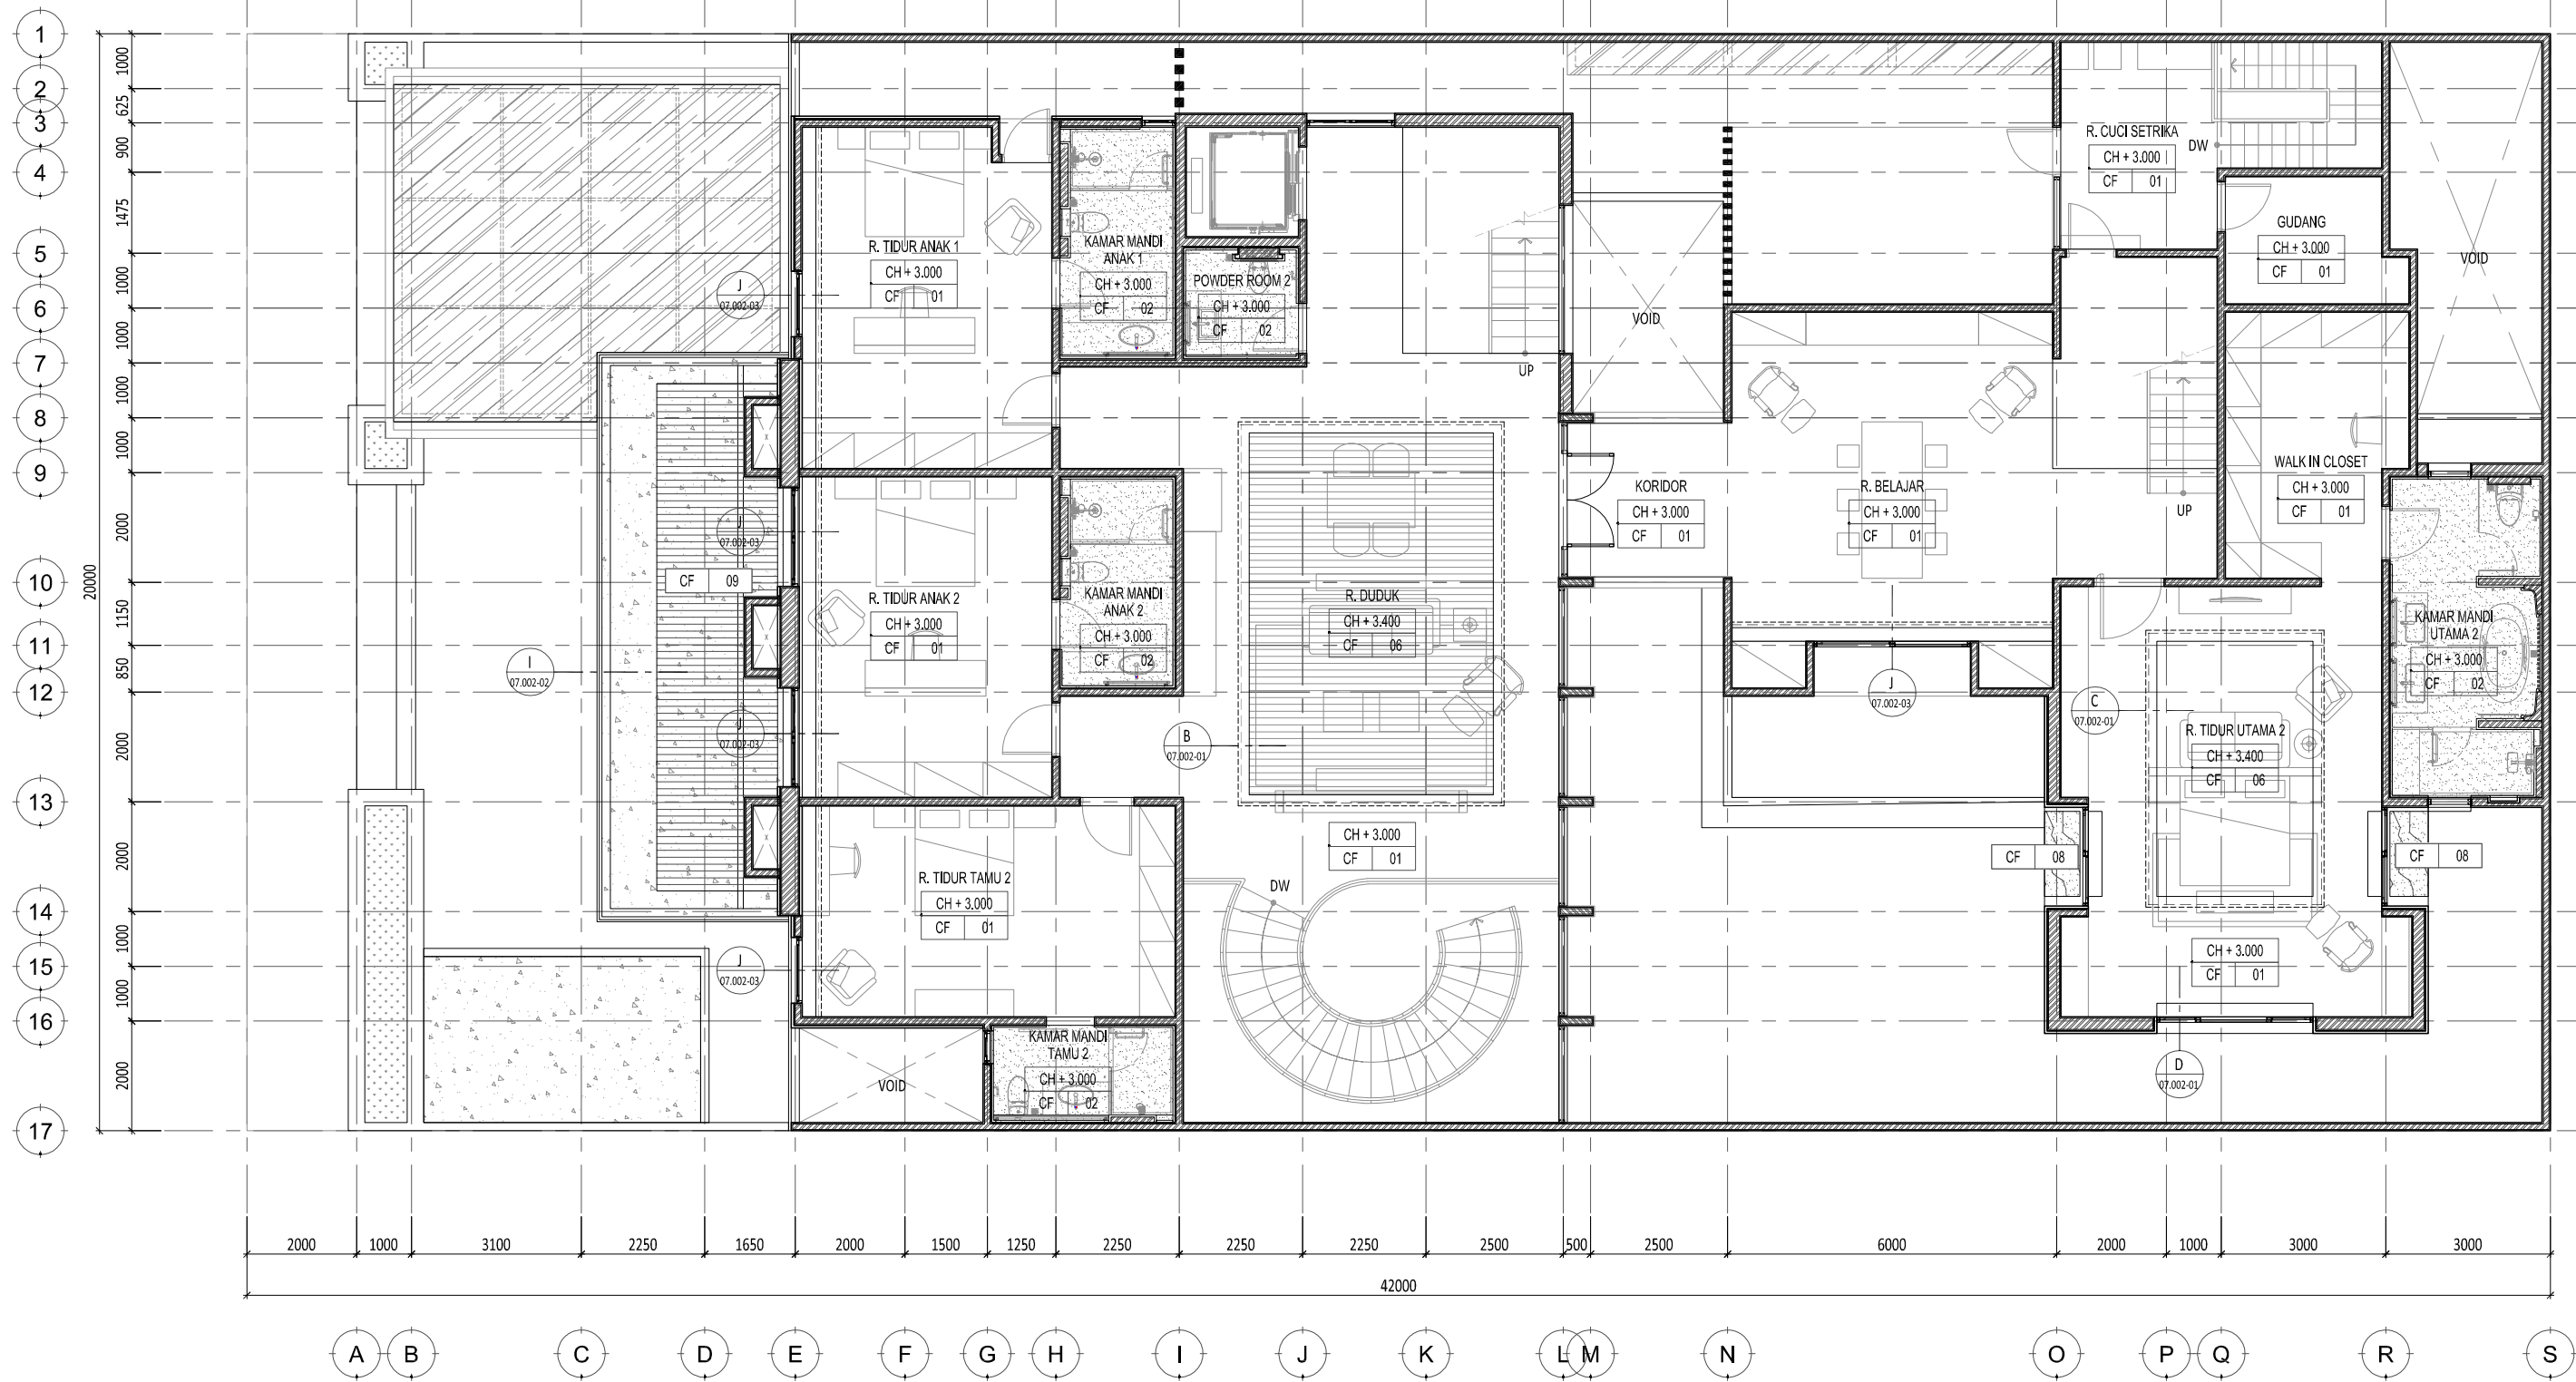 1
2
3
4
5
6
7
8
9
10
11
12
13
14
15
16
17
1000
625
900
1475
1000
1000
1000
1000
2000
1150
850
2000
2000
1000
1000
2000
20000
R. TIDUR ANAK 1
CH + 3.000
CF 01
KAMAR MANDI
ANAK 1
CH + 3.000
CF 02
POWDER ROOM 2
CH + 3.000
CF 02
UP
VOID
R. CUCI SETRIKA
CH + 3.000
CF 01
DW
GUDANG
CH + 3.000
CF 01
VOID
J
07.002-03
J
07.002-03
J
07.002-03
J
07.002-03
CF 09
I
07.002-02
R. TIDUR ANAK 2
CH + 3.000
CF 01
KAMAR MANDI
ANAK 2
CH + 3.000
CF 02
R. DUDUK
CH + 3.400
CF 06
B
07.002-01
CH + 3.000
CF 01
KORIDOR
CH + 3.000
CF 01
R. BELAJAR
CH + 3.000
CF 01
UP
WALK IN CLOSET
CH + 3.000
CF 01
J
07.002-03
C
07.002-01
KAMAR MANDI
UTAMA 2
CH + 3.000
CF 02
R. TIDUR UTAMA 2
CH + 3.400
CF 06
CF 08
CF 08
CH + 3.000
CF 01
D
07.002-01
R. TIDUR TAMU 2
CH + 3.000
CF 01
DW
KAMAR MANDI
TAMU 2
CH + 3.000
CF 02
VOID
2000 1000 3100 2250 1650 2000 1500 1250 2250 2250 2250 2500 500 2500 6000 2000 1000 3000 3000
42000
A B C D E F G H I J K L M N O P Q R S